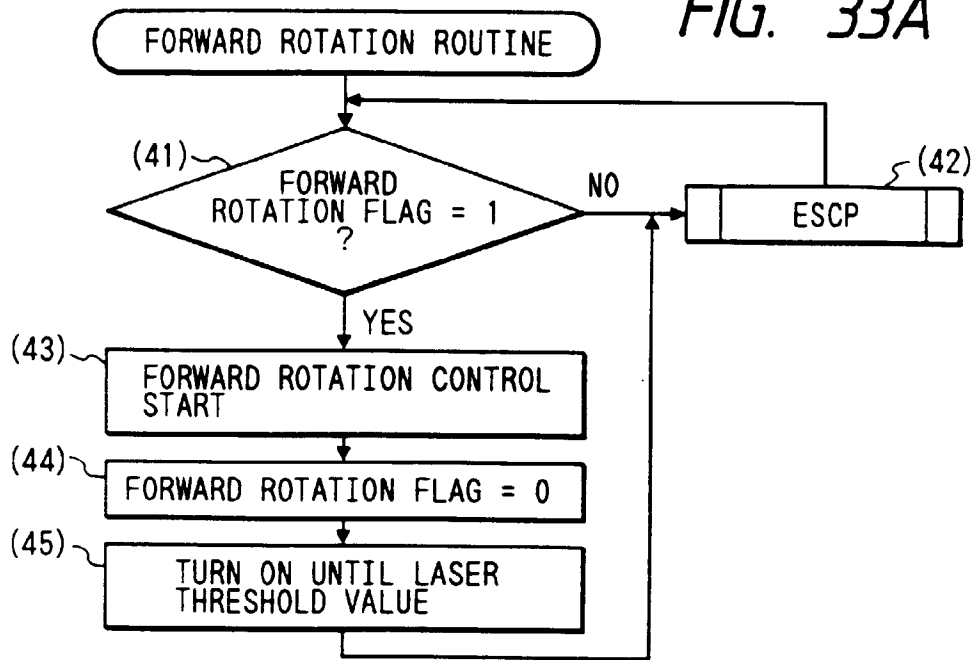 FIG. 33A
FORWARD ROTATION ROUTINE
(41)
FORWARD
ROTATION FLAG = 1
?
NO
(42)
ESCP
YES
(43)
FORWARD ROTATION CONTROL
START
(44)
FORWARD ROTATION FLAG = 0
(45)
TURN ON UNTIL LASER
THRESHOLD VALUE